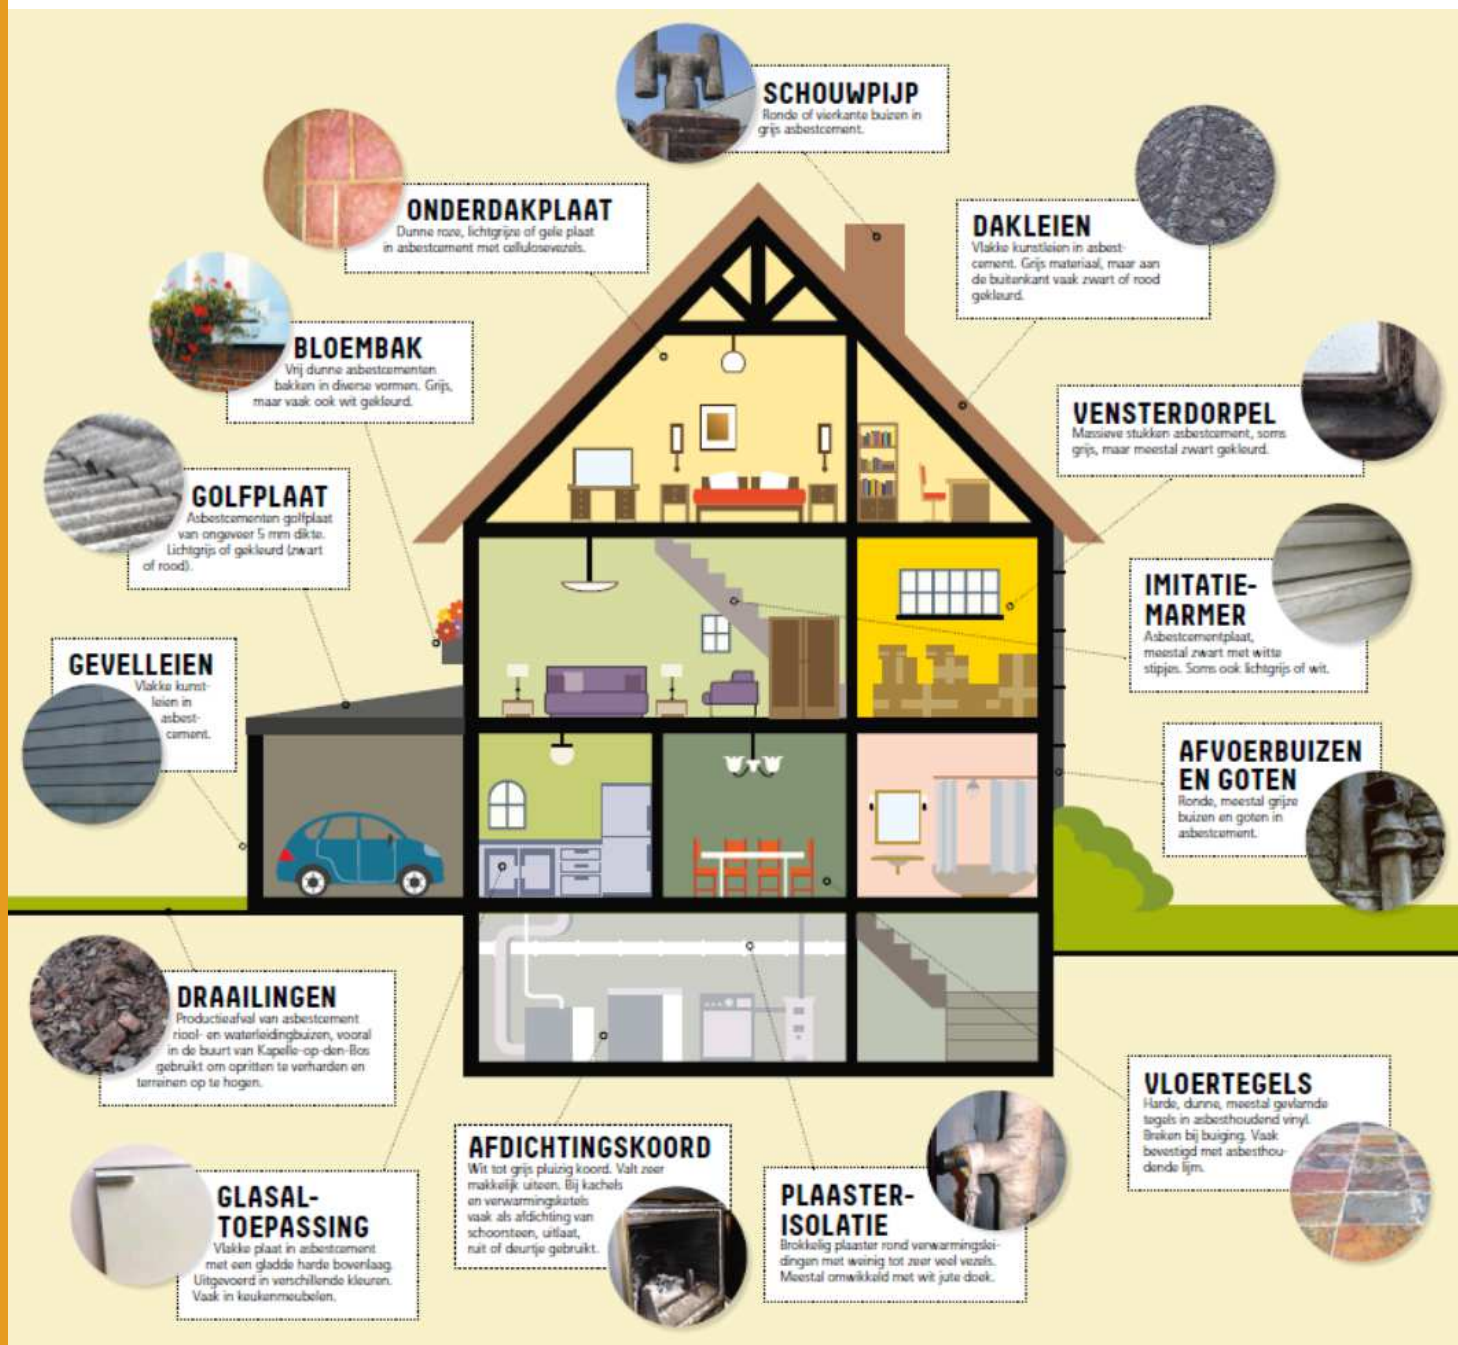 SCHOUWPIJP
Ronde of vierkante buizen in
grijs asbestcement.
ONDERDAKPLAAT
Dunne roze, lichtgrijze of gele plaat
in asbestcement met cellulosevezels.
DAKLEIEN
Vlakke kunstleien in asbest-
cement. Grijs materiaal, maar aan
de buitenkant vaak zwart of rood
gekleurd.
BLOEMBAK
Vrij dunne asbestcementen
bakken in diverse vormen. Grijs,
maar vaak ook wit gekleurd.
VENSTERDORPEL
Massieve stukken asbestcement, soms
grijs, maar meestal zwart gekleurd.
GOLFPLAAT
Asbestcementen golfplaat
van ongeveer 5 mm dikte.
Lichtgrijs of gekleurd (zwart
of rood).
IMITATIE-
MARMER
Asbestcementplaat,
meestal zwart met witte
stipjes. Soms ook lichtgrijs of wit.
GEVELLEIEN
Vlakke kunst-
leien in
asbest-
cement.
AFVOERBUIZEN
EN GOTEN
Ronde, meestal grijze
buizen en goten in
asbestcement.
DRAAILINGEN
Productieafval van asbestcement
riool- en waterleidingbuizen, vooral
in de buurt van Kapelle-op-den-Bos
gebruikt om opritten te verharden en
terreinen op te hogen.
VLOERTEGELS
Harde, dunne, meestal gevlamde
tegels in asbesthoudend vinyl.
Breken bij buiging. Vaak
bevestigd met asbesthou-
dende lijm.
GLASAL-
TOEPASSING
Vlakke plaat in asbestcement
met een gladde harde bovenlaag.
Uitgevoerd in verschillende kleuren.
Vaak in keukenmeubelen.
AFDICHTINGSKOORD
Wit tot grijs pluizig koord. Valt zeer
makkelijk uiteen. Bij kachels
en verwarmingsketels
vaak als afdichting van
schoorsteen, uitlaat,
ruit of deurtje gebruikt.
PLAASTER-
ISOLATIE
Brokkelig plaaster rond verwarmingslei-
dingen met weinig tot zeer veel vezels.
Meestal omwikkeld met wit jute doek.